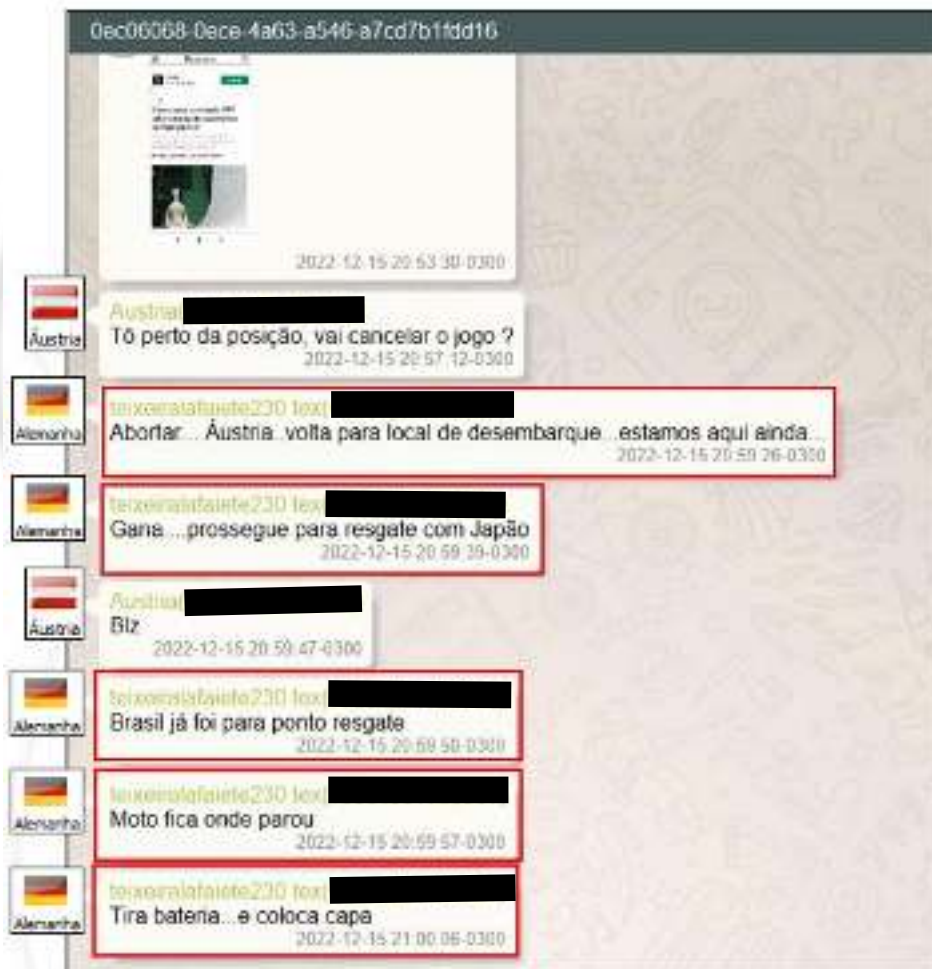 0ec06068-0ece-4a63-a546-a7cd7b1fdd16
2022-12-15 20:53:30-0300
Áustria
Austria
Tô perto da posição, vai cancelar o jogo ?
2022-12-15 20:57:12-0300
Alemanha
teixeiralafaiete230 text
Abortar... Áustria..volta para local de desembarque...estamos aqui ainda...
2022-12-15 20:59:26-0300
Alemanha
teixeiralafaiete230 text
Gana ...prossegue para resgate com Japão
2022-12-15 20:59:39-0300
Áustria
Austria
Blz
2022-12-15 20:59:47-0300
Alemanha
teixeiralafaiete230 text
Brasil já foi para ponto resgate
2022-12-15 20:59:50-0300
Alemanha
teixeiralafaiete230 text
Moto fica onde parou
2022-12-15 20:59:57-0300
Alemanha
teixeiralafaiete230 text
Tira bateria...e coloca capa
2022-12-15 21:00:06-0300